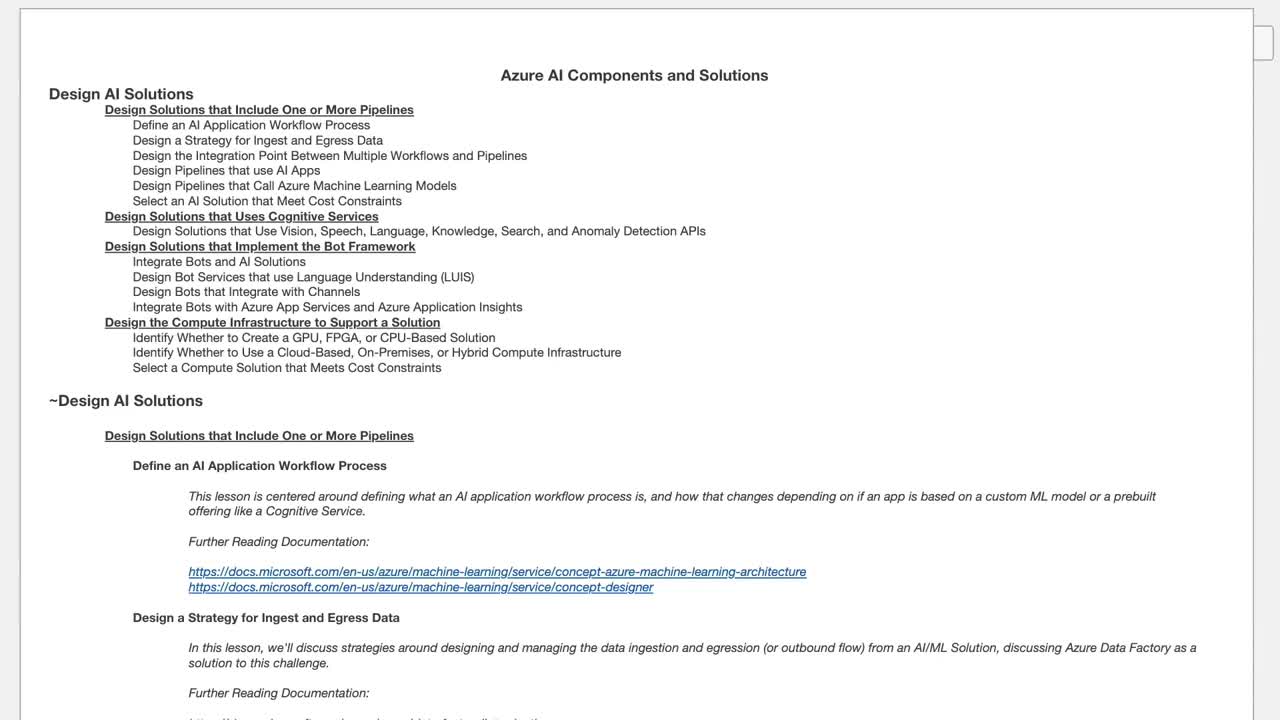 Azure AI Components and Solutions
Design AI Solutions
Design Solutions that Include One or More Pipelines
Define an AI Application Workflow Process
Design a Strategy for Ingest and Egress Data
Design the Integration Point Between Multiple Workflows and Pipelines
Design Pipelines that use AI Apps
Design Pipelines that Call Azure Machine Learning Models
Select an AI Solution that Meet Cost Constraints
Design Solutions that Uses Cognitive Services
Design Solutions that Use Vision, Speech, Language, Knowledge, Search, and Anomaly Detection APIs
Design Solutions that Implement the Bot Framework
Integrate Bots and AI Solutions
Design Bot Services that use Language Understanding (LUIS)
Design Bots that Integrate with Channels
Integrate Bots with Azure App Services and Azure Application Insights
Design the Compute Infrastructure to Support a Solution
Identify Whether to Create a GPU, FPGA, or CPU-Based Solution
Identify Whether to Use a Cloud-Based, On-Premises, or Hybrid Compute Infrastructure
Select a Compute Solution that Meets Cost Constraints
~Design AI Solutions
Design Solutions that Include One or More Pipelines
Define an AI Application Workflow Process
This lesson is centered around defining what an AI application workflow process is, and how that changes depending on if an app is based on a custom ML model or a prebuilt
offering like a Cognitive Service.
Further Reading Documentation:
https://docs.microsoft.com/en-us/azure/machine-learning/service/concept-azure-machine-learning-architecture
https://docs.microsoft.com/en-us/azure/machine-learning/service/concept-designer
Design a Strategy for Ingest and Egress Data
In this lesson, we'll discuss strategies around designing and managing the data ingestion and egression (or outbound flow) from an AI/ML Solution, discussing Azure Data Factory as a
solution to this challenge.
Further Reading Documentation: